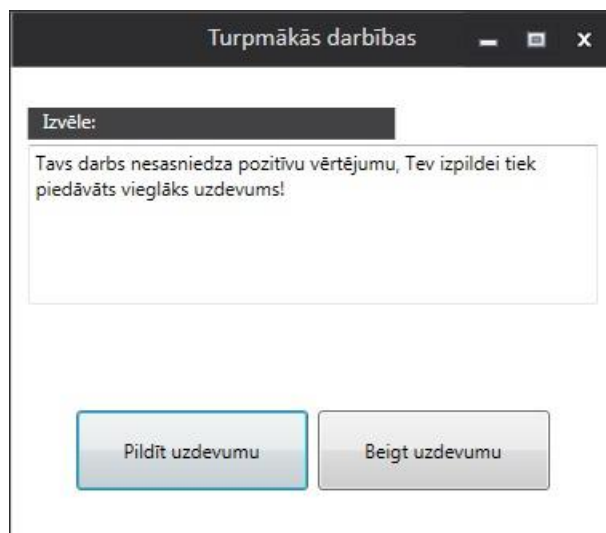 Turpmākās darbības
Izvēle:
Tavs darbs nesasniedza pozitīvu vērtējumu, Tev izpildei tiek
piedāvāts vieglāks uzdevums!
Pildīt uzdevumu
Beigt uzdevumu